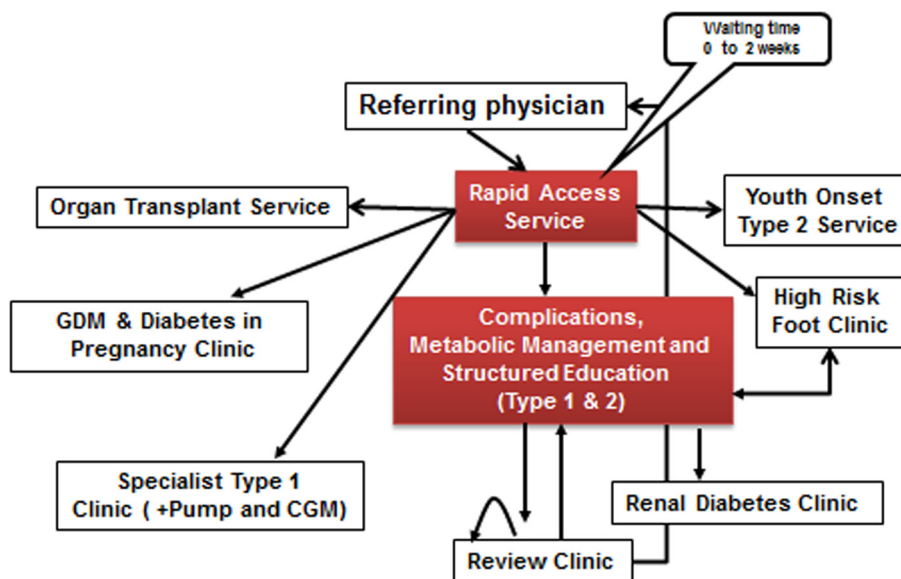 Waiting time
0 to 2 weeks
Referring physician
Rapid Access
Service
Organ Transplant Service
Youth Onset
Type 2 Service
GDM & Diabetes in
Pregnancy Clinic
Complications,
Metabolic Management and
Structured Education
(Type 1 & 2)
High Risk
Foot Clinic
Specialist Type 1
Clinic ( +Pump and CGM)
Renal Diabetes Clinic
Review Clinic